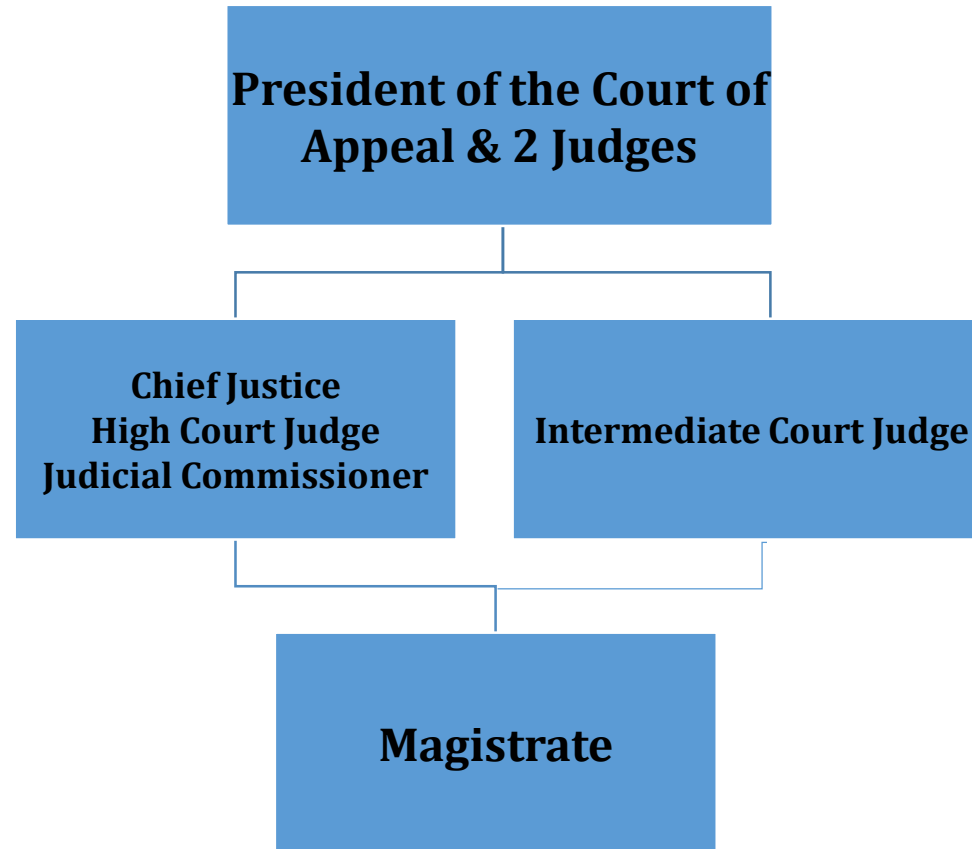 President of the Court of
Appeal & 2 Judges
Chief Justice
High Court Judge
Judicial Commissioner
Intermediate Court Judge
Magistrate